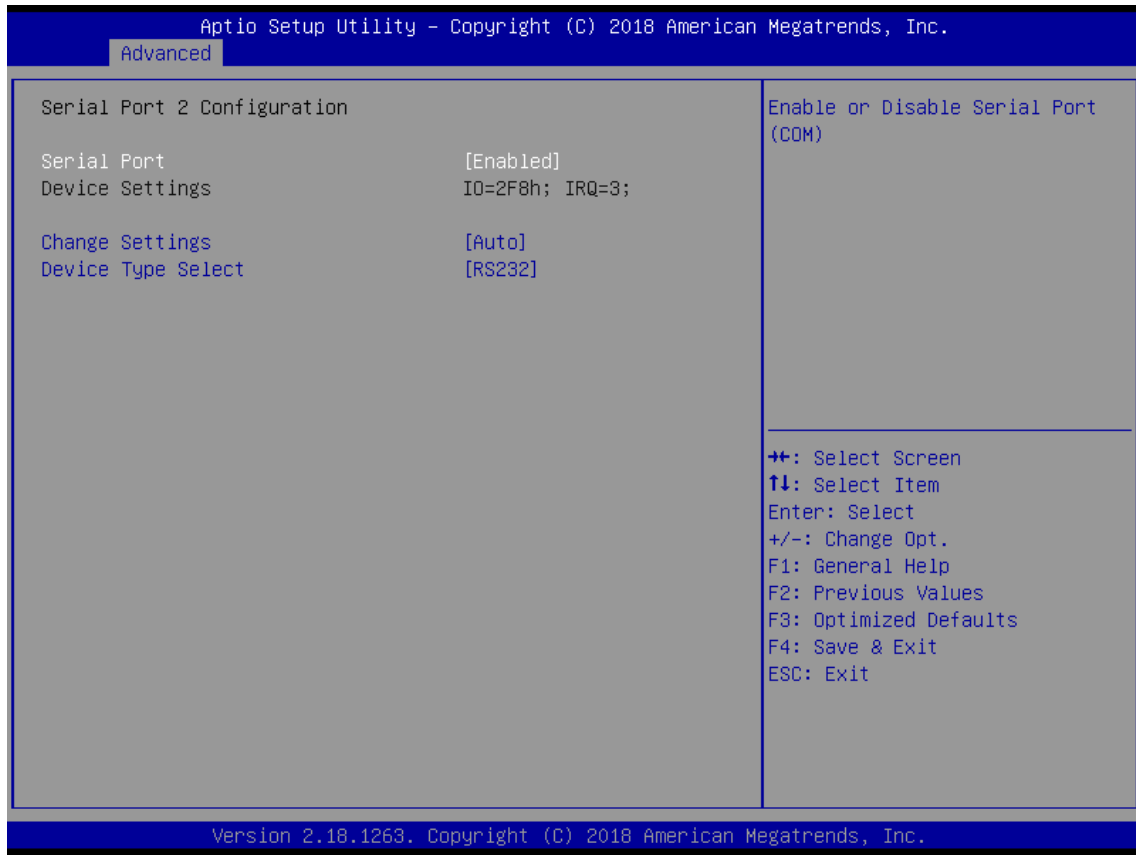 Aptio Setup Utility – Copyright (C) 2018 American Megatrends, Inc.
Advanced
Serial Port 2 Configuration
Serial Port [Enabled]
Device Settings IO=2F8h; IRQ=3;
Change Settings [Auto]
Device Type Select [RS232]
Enable or Disable Serial Port
(COM)
→←: Select Screen
↑↓: Select Item
Enter: Select
+/-: Change Opt.
F1: General Help
F2: Previous Values
F3: Optimized Defaults
F4: Save & Exit
ESC: Exit
Version 2.18.1263. Copyright (C) 2018 American Megatrends, Inc.